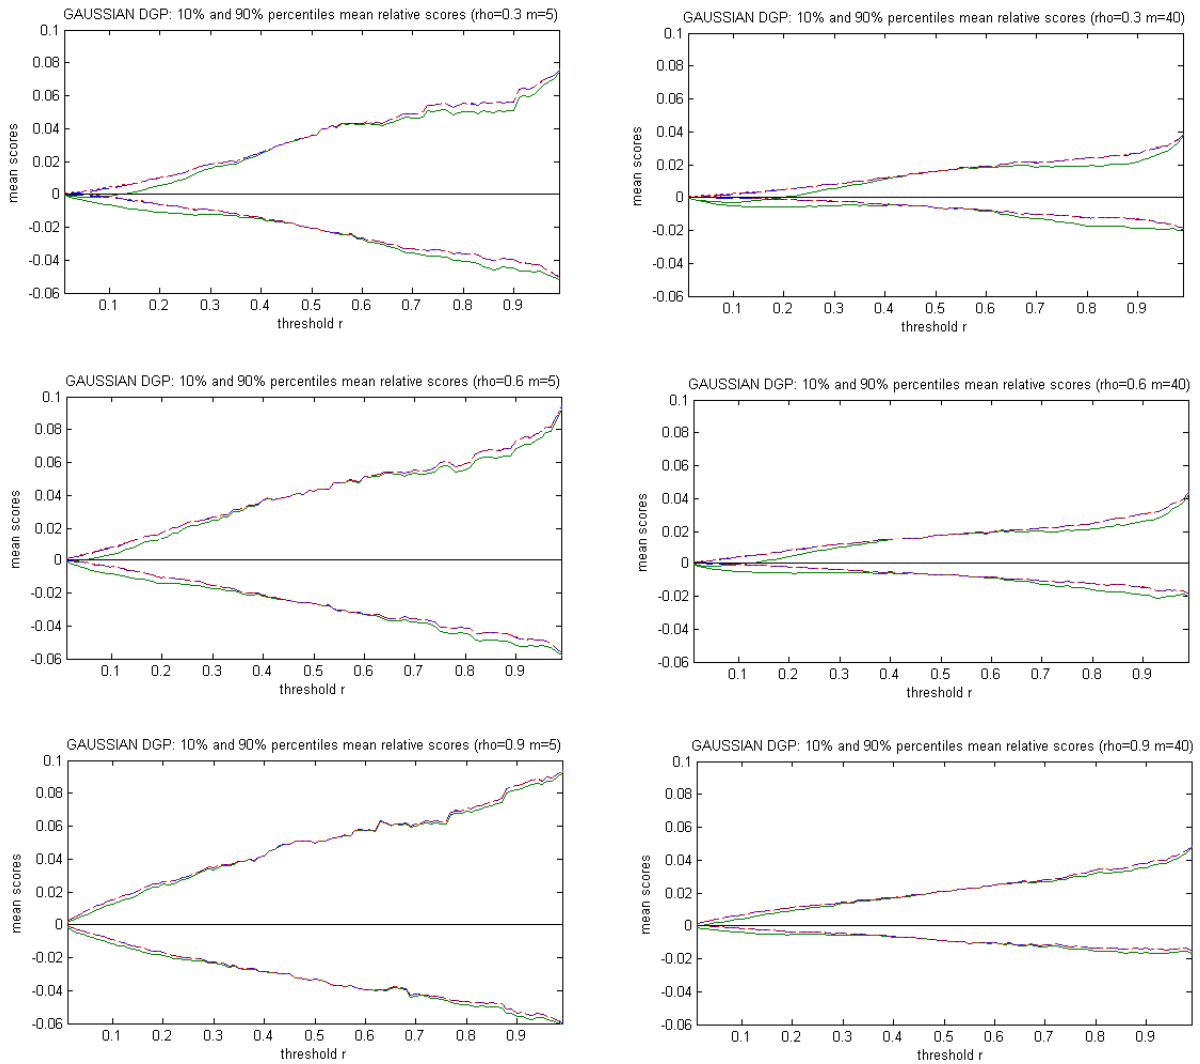 GAUSSIAN DGP: 10% and 90% percentiles mean relative scores (rho=0.3 m=5)
0.1
0.08
0.06
0.04
0.02
0
-0.02
-0.04
-0.06
mean scores
0.1 0.2 0.3 0.4 0.5 0.6 0.7 0.8 0.9
threshold r
GAUSSIAN DGP: 10% and 90% percentiles mean relative scores (rho=0.3 m=40)
0.1
0.08
0.06
0.04
0.02
0
-0.02
-0.04
-0.06
mean scores
0.1 0.2 0.3 0.4 0.5 0.6 0.7 0.8 0.9
threshold r
GAUSSIAN DGP: 10% and 90% percentiles mean relative scores (rho=0.6 m=5)
0.1
0.08
0.06
0.04
0.02
0
-0.02
-0.04
-0.06
mean scores
0.1 0.2 0.3 0.4 0.5 0.6 0.7 0.8 0.9
threshold r
GAUSSIAN DGP: 10% and 90% percentiles mean relative scores (rho=0.6 m=40)
0.1
0.08
0.06
0.04
0.02
0
-0.02
-0.04
-0.06
mean scores
0.1 0.2 0.3 0.4 0.5 0.6 0.7 0.8 0.9
threshold r
GAUSSIAN DGP: 10% and 90% percentiles mean relative scores (rho=0.9 m=5)
0.1
0.08
0.06
0.04
0.02
0
-0.02
-0.04
-0.06
mean scores
0.1 0.2 0.3 0.4 0.5 0.6 0.7 0.8 0.9
threshold r
GAUSSIAN DGP: 10% and 90% percentiles mean relative scores (rho=0.9 m=40)
0.1
0.08
0.06
0.04
0.02
0
-0.02
-0.04
-0.06
mean scores
0.1 0.2 0.3 0.4 0.5 0.6 0.7 0.8 0.9
threshold r